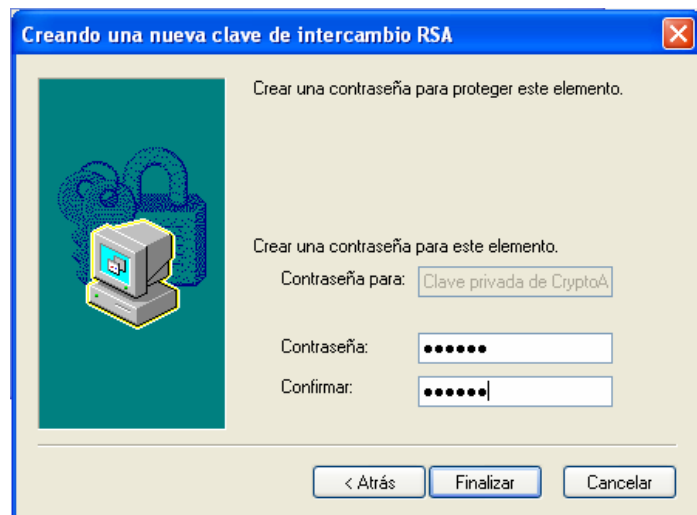 Creando una nueva clave de intercambio RSA
Crear una contraseña para proteger este elemento.
Crear una contraseña para este elemento.
Contraseña para: Clave privada de CryptoA
Contraseña: ●●●●●●
Confirmar: ●●●●●●
< Atrás Finalizar Cancelar